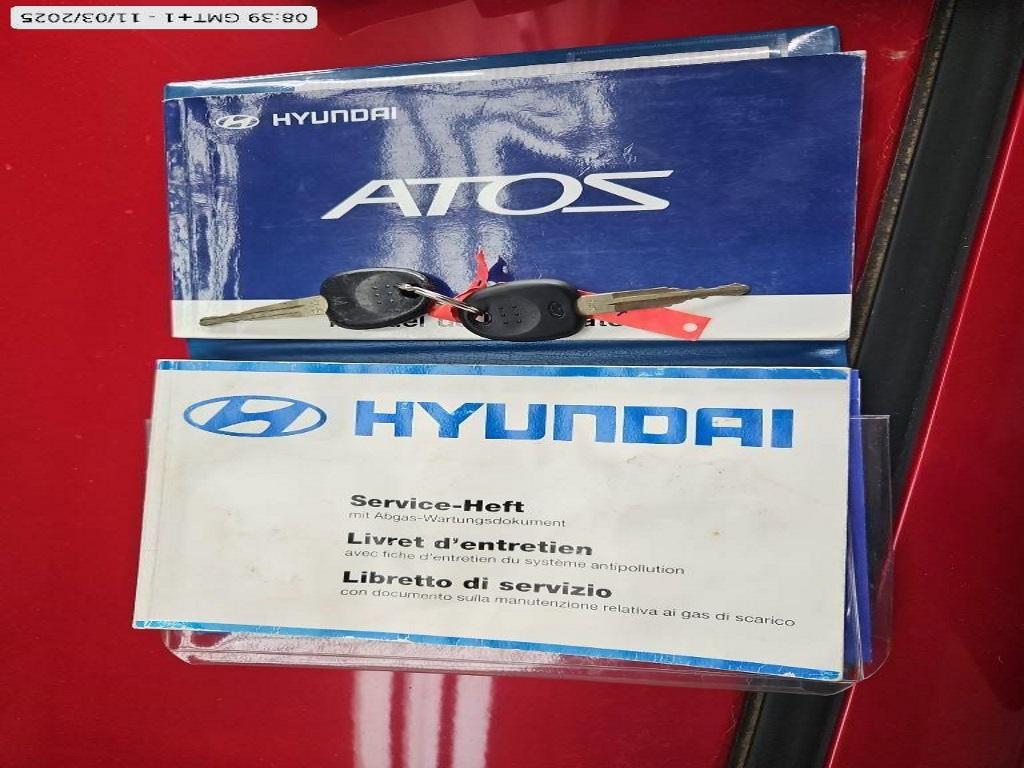 08:39 GMT+1 - 11/03/2025
HYUNDAI
ATOS
HYUNDAI
Service-Heft
mit Abgas-Wartungsdokument
Livret d'entretien
avec fiche d'entretien du système antipollution
Libretto di servizio
con documento sulla manutenzione relativa ai gas di scarico